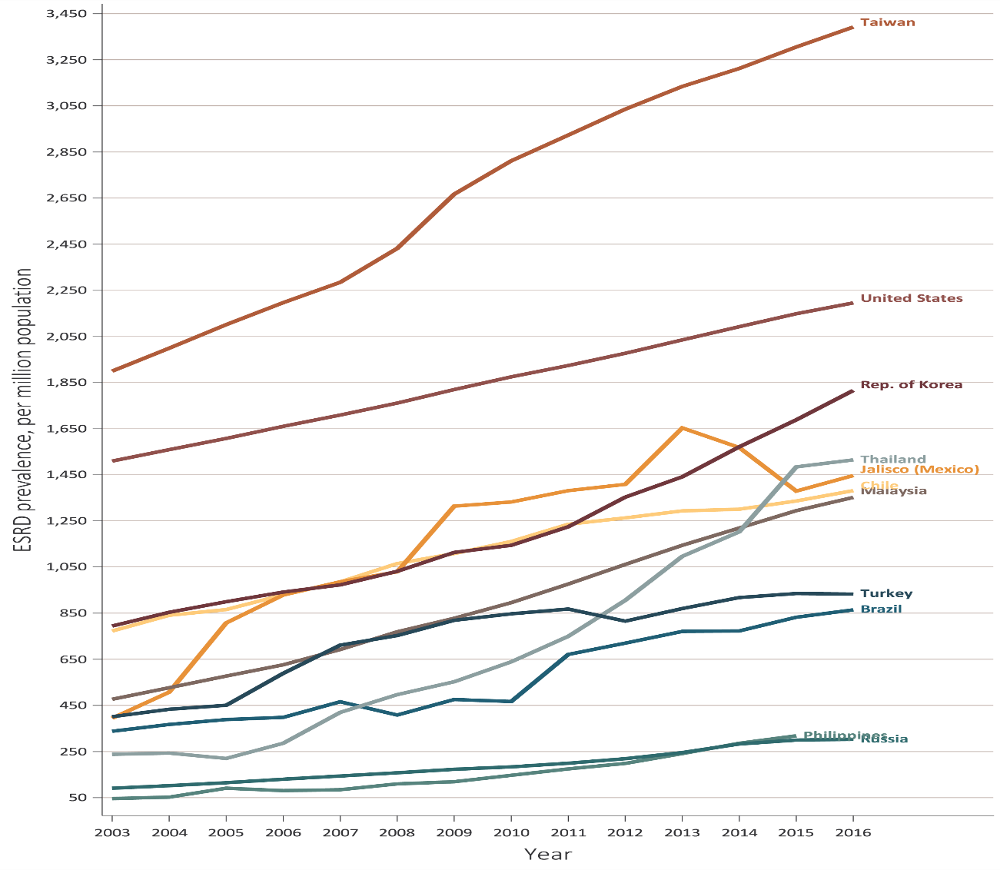 3,450
3,250
3,050
2,850
2,650
2,450
2,250
2,050
1,850
1,650
1,450
1,250
1,050
850
650
450
250
50
ESRD prevalence, per million population
Taiwan
United States
Rep. of Korea
Thailand
Jalisco (Mexico)
Chile
Malaysia
Turkey
Brazil
Philippines
Russia
2003 2004 2005 2006 2007 2008 2009 2010 2011 2012 2013 2014 2015 2016
Year